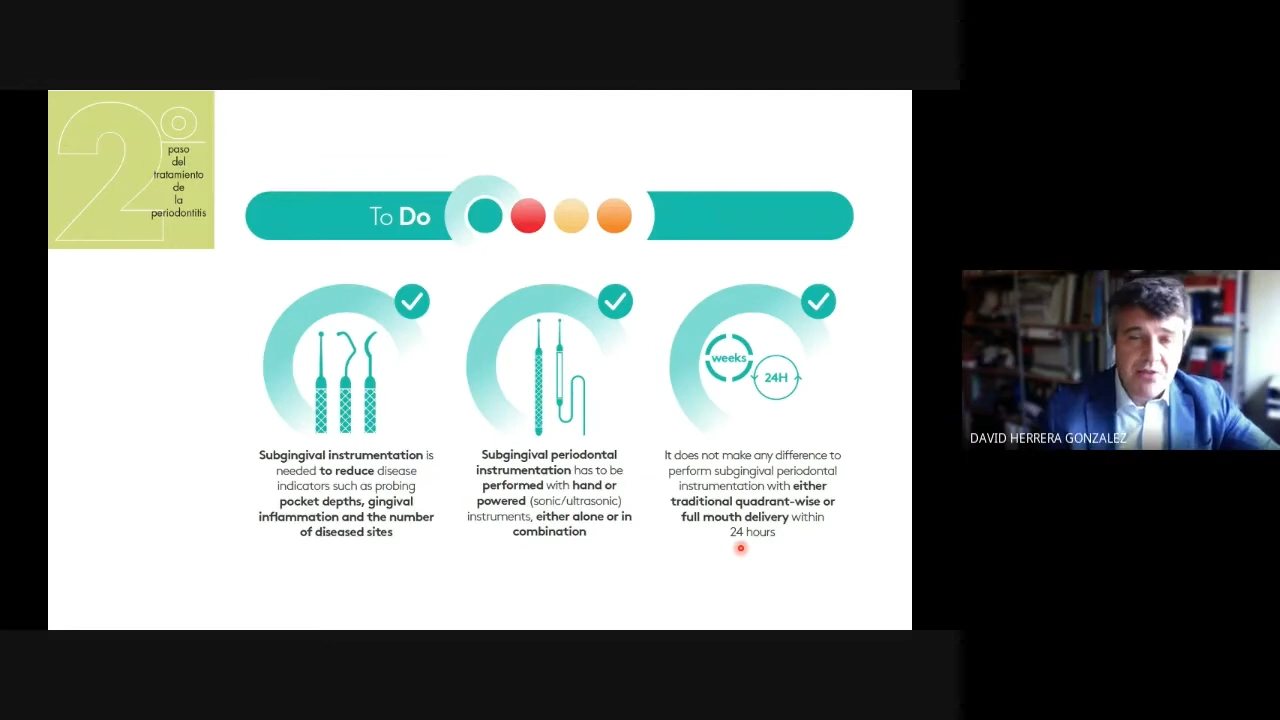 2º
paso
del
tratamiento
de
la
periodontitis
To Do
weeks
24H
Subgingival instrumentation is
needed to reduce disease
indicators such as probing
pocket depths, gingival
inflammation and the number
of diseased sites
Subgingival periodontal
instrumentation has to be
performed with hand or
powered (sonic/ultrasonic)
instruments, either alone or in
combination
It does not make any difference to
perform subgingival periodontal
instrumentation with either
traditional quadrant-wise or
full mouth delivery within
24 hours
DAVID HERRERA GONZALEZ